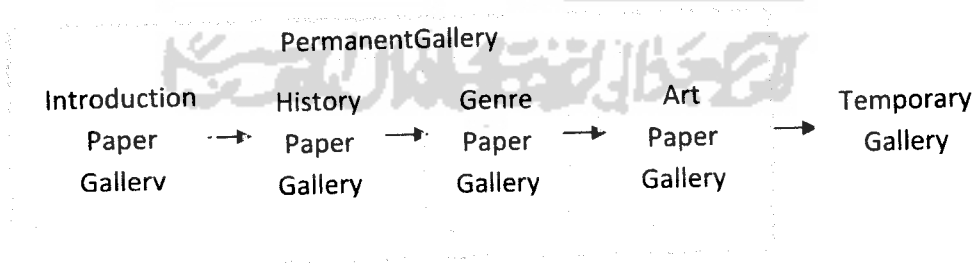 PermanentGallery
Introduction Paper Gallerv
History Paper Gallery
Genre Paper Gallery
Art Paper Gallery
Temporary Gallery